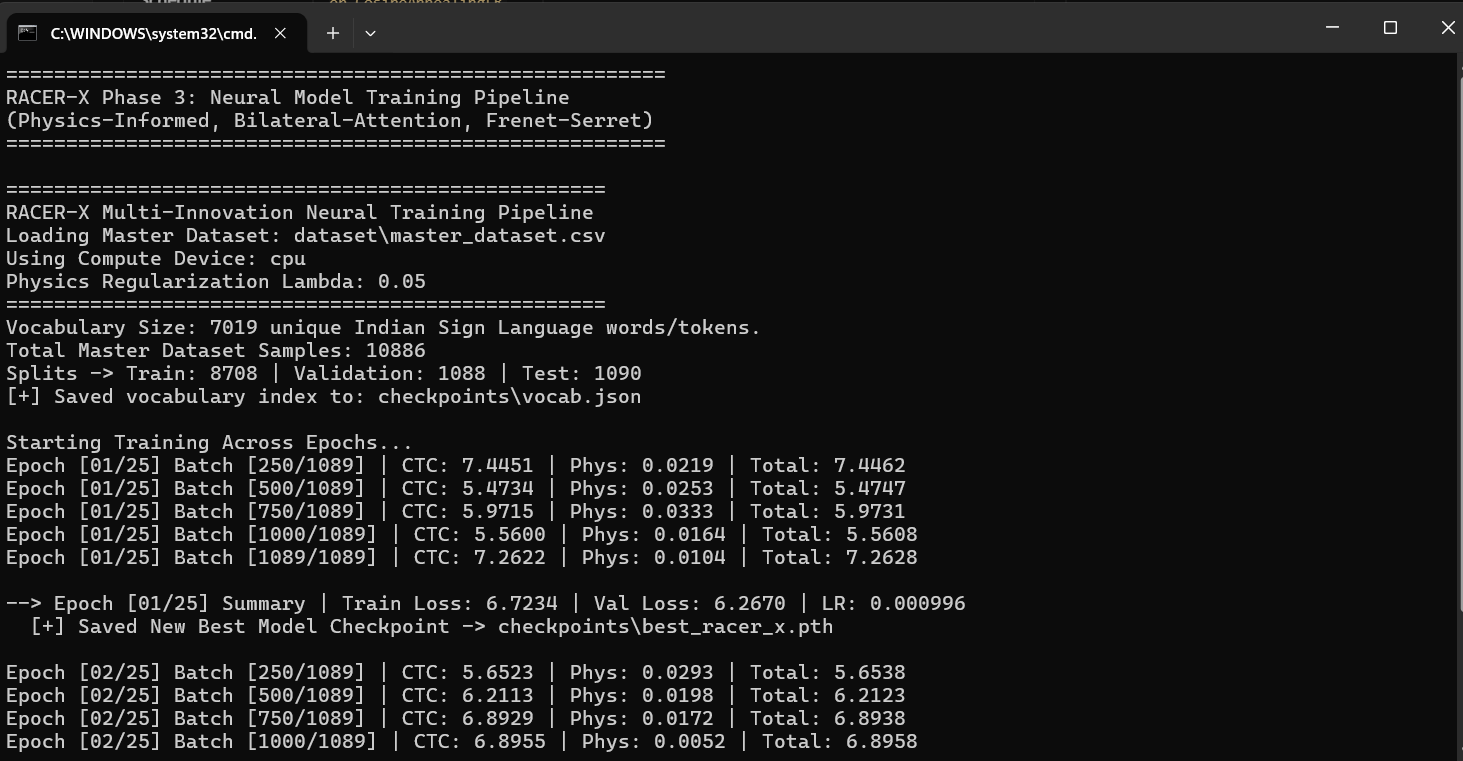 C:\WINDOWS\system32\cmd.
=======================================================
RACER-X Phase 3: Neural Model Training Pipeline
(Physics-Informed, Bilateral-Attention, Frenet-Serret)
=======================================================
==================================================
RACER-X Multi-Innovation Neural Training Pipeline
Loading Master Dataset: dataset\master_dataset.csv
Using Compute Device: cpu
Physics Regularization Lambda: 0.05
==================================================
Vocabulary Size: 7019 unique Indian Sign Language words/tokens.
Total Master Dataset Samples: 10886
Splits -> Train: 8708 | Validation: 1088 | Test: 1090
[+] Saved vocabulary index to: checkpoints\vocab.json
Starting Training Across Epochs...
Epoch [01/25] Batch [250/1089] | CTC: 7.4451 | Phys: 0.0219 | Total: 7.4462
Epoch [01/25] Batch [500/1089] | CTC: 5.4734 | Phys: 0.0253 | Total: 5.4747
Epoch [01/25] Batch [750/1089] | CTC: 5.9715 | Phys: 0.0333 | Total: 5.9731
Epoch [01/25] Batch [1000/1089] | CTC: 5.5600 | Phys: 0.0164 | Total: 5.5608
Epoch [01/25] Batch [1089/1089] | CTC: 7.2622 | Phys: 0.0104 | Total: 7.2628
--> Epoch [01/25] Summary | Train Loss: 6.7234 | Val Loss: 6.2670 | LR: 0.000996
[+] Saved New Best Model Checkpoint -> checkpoints\best_racer_x.pth
Epoch [02/25] Batch [250/1089] | CTC: 5.6523 | Phys: 0.0293 | Total: 5.6538
Epoch [02/25] Batch [500/1089] | CTC: 6.2113 | Phys: 0.0198 | Total: 6.2123
Epoch [02/25] Batch [750/1089] | CTC: 6.8929 | Phys: 0.0172 | Total: 6.8938
Epoch [02/25] Batch [1000/1089] | CTC: 6.8955 | Phys: 0.0052 | Total: 6.8958